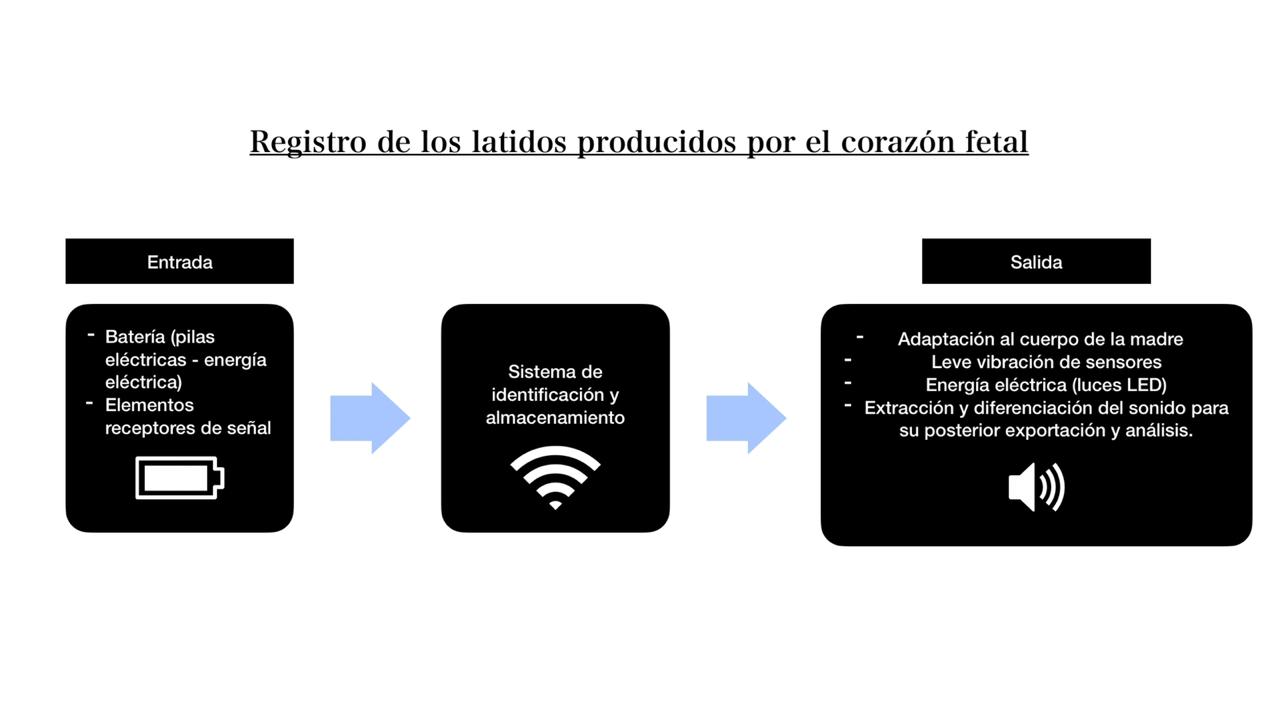 Registro de los latidos producidos por el corazón fetal
Entrada
- Batería (pilas
eléctricas - energía
eléctrica)
- Elementos
receptores de señal
Sistema de
identificación y
almacenamiento
Salida
- Adaptación al cuerpo de la madre
- Leve vibración de sensores
- Energía eléctrica (luces LED)
- Extracción y diferenciación del sonido para
su posterior exportación y análisis.